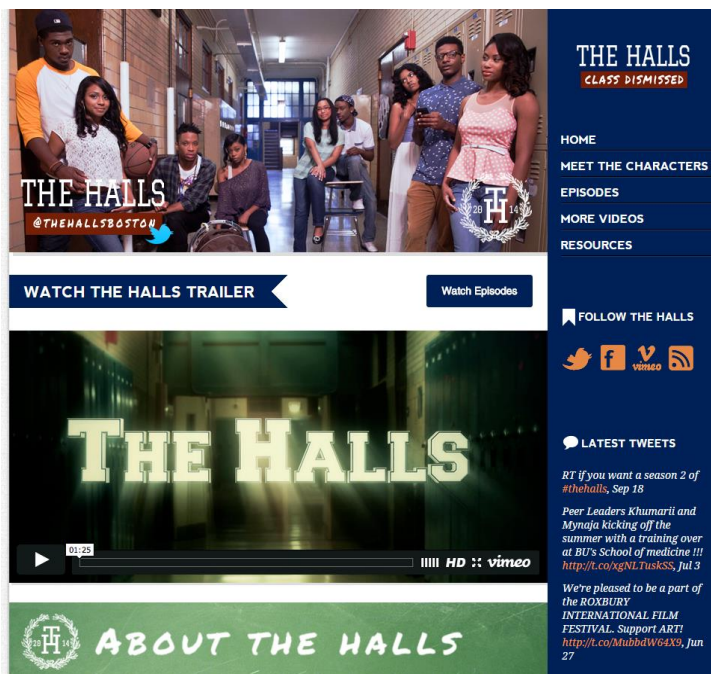 THE HALLS
@THEHALLSBOSTON
20 TH 14
THE HALLS
CLASS DISMISSED
HOME
MEET THE CHARACTERS
EPISODES
MORE VIDEOS
RESOURCES
WATCH THE HALLS TRAILER
Watch Episodes
THE HALLS
01:25
HD
vimeo
FOLLOW THE HALLS
f
vimeo
LATEST TWEETS
RT if you want a season 2 of
#thehalls, Sep 18
Peer Leaders Khumarii and
Mynaja kicking off the
summer with a training over
at BU's School of medicine !!!
http://t.co/xgNLTuskSS, Jul 3
We're pleased to be a part of
the ROXBURY
INTERNATIONAL FILM
FESTIVAL. Support ART!
http://t.co/MubbdW64X9, Jun
27
20 TH 14
ABOUT THE HALLS